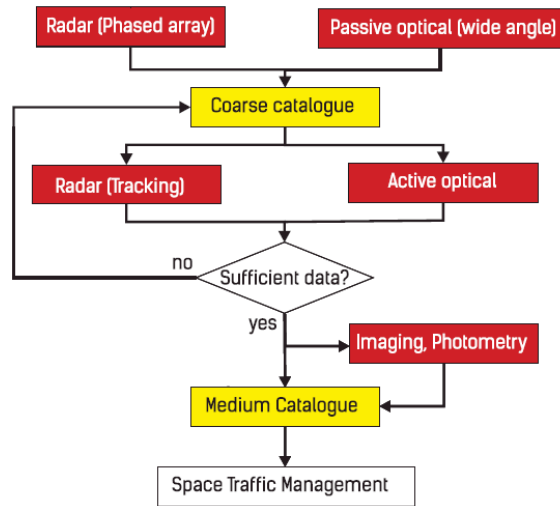 Radar (Phased array)
Passive optical (wide angle)
Coarse catalogue
Radar (Tracking)
Active optical
no
Sufficient data?
yes
Imaging, Photometry
Medium Catalogue
Space Traffic Management